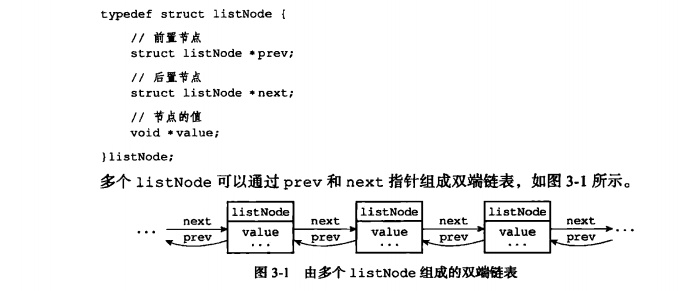 typedef struct listNode {
// 前置节点
struct listNode *prev;
// 后置节点
struct listNode *next;
// 节点的值
void *value;
}listNode;
多个 listNode 可以通过 prev 和 next 指针组成双端链表，如图 3-1 所示。
listNode listNode listNode
... next value next value next value next ...
prev ... prev ... prev ... prev
图 3-1 由多个 listNode 组成的双端链表